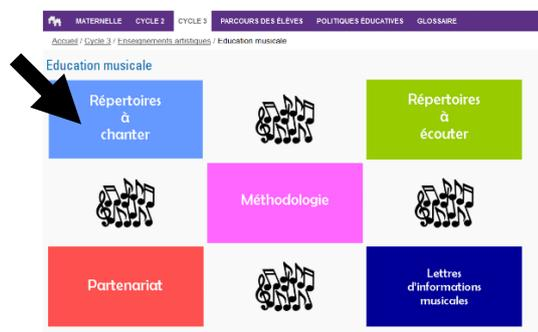 MATERNELLE CYCLE 2 CYCLE 3 PARCOURS DES ÉLÈVES POLITIQUES ÉDUCATIVES GLOSSAIRE
Accueil / Cycle 3 / Enseignements artistiques / Education musicale
Education musicale
Répertoires
à
chanter
Répertoires
à
écouter
Méthodologie
Partenariat
Lettres
d'informations
musicales